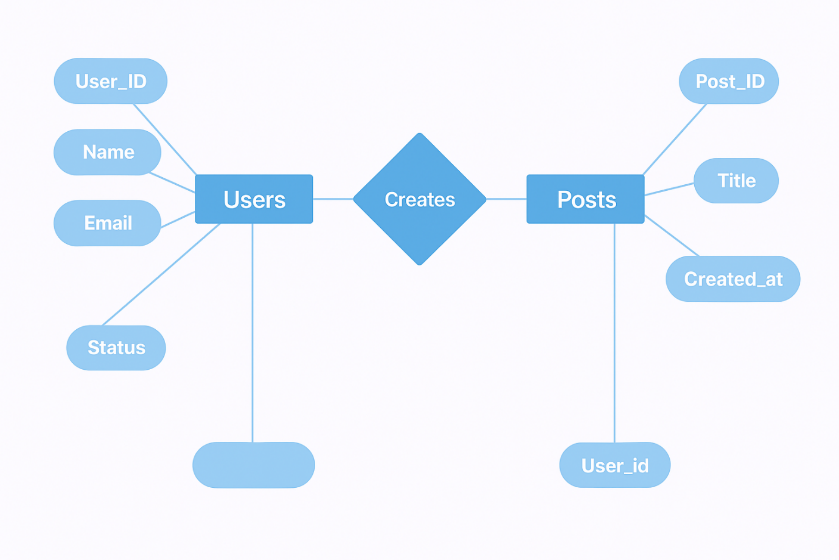 User_ID
Name
Email
Status
Users
Creates
Posts
Post_ID
Title
Created_at
User_id